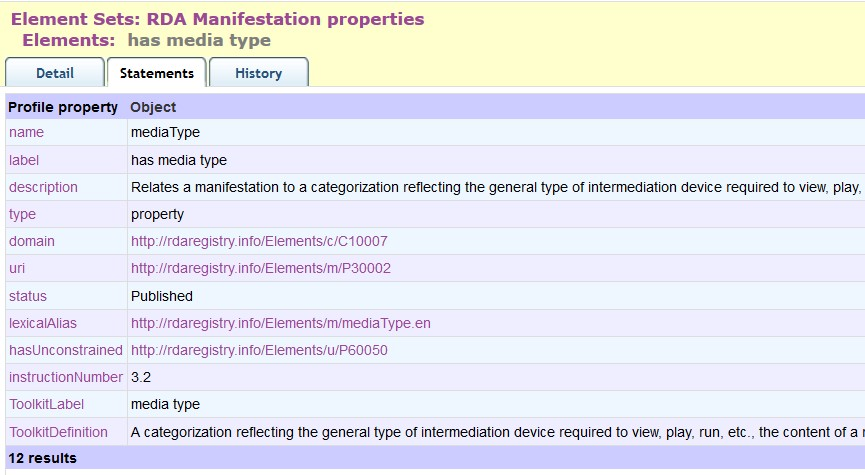 Element Sets: RDA Manifestation properties
Elements: has media type
Detail Statements History
Profile property Object
name mediaType
label has media type
description Relates a manifestation to a categorization reflecting the general type of intermediation device required to view, play,
type property
domain http://rdaregistry.info/Elements/c/C10007
uri http://rdaregistry.info/Elements/m/P30002
status Published
lexicalAlias http://rdaregistry.info/Elements/m/mediaType.en
hasUnconstrained http://rdaregistry.info/Elements/u/P60050
instructionNumber 3.2
ToolkitLabel media type
ToolkitDefinition A categorization reflecting the general type of intermediation device required to view, play, run, etc., the content of a
12 results